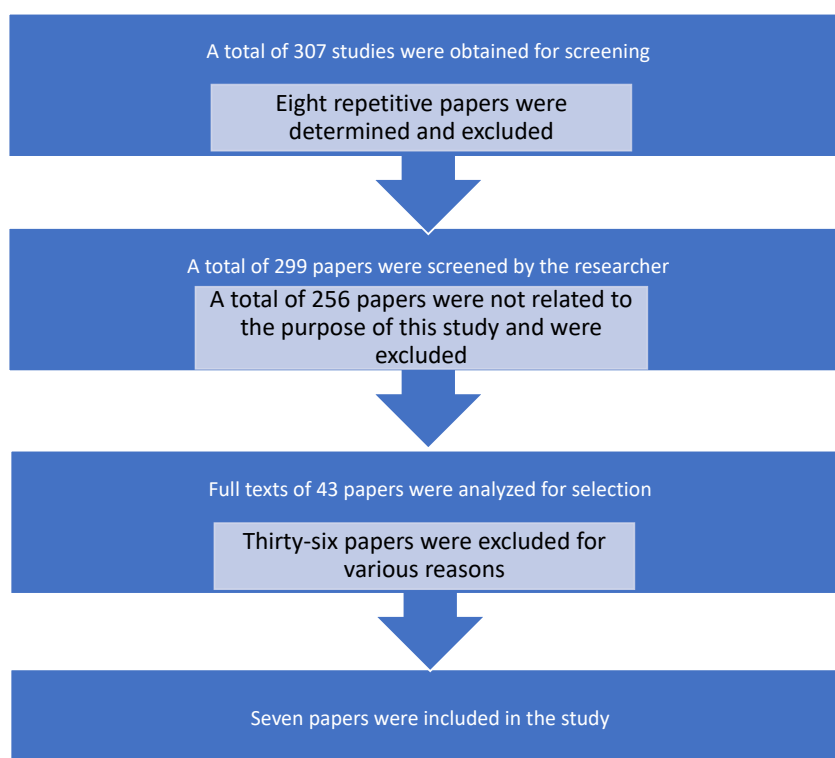 A total of 307 studies were obtained for screening
Eight repetitive papers were
determined and excluded
A total of 299 papers were screened by the researcher
A total of 256 papers were not related to
the purpose of this study and were
excluded
Full texts of 43 papers were analyzed for selection
Thirty-six papers were excluded for
various reasons
Seven papers were included in the study